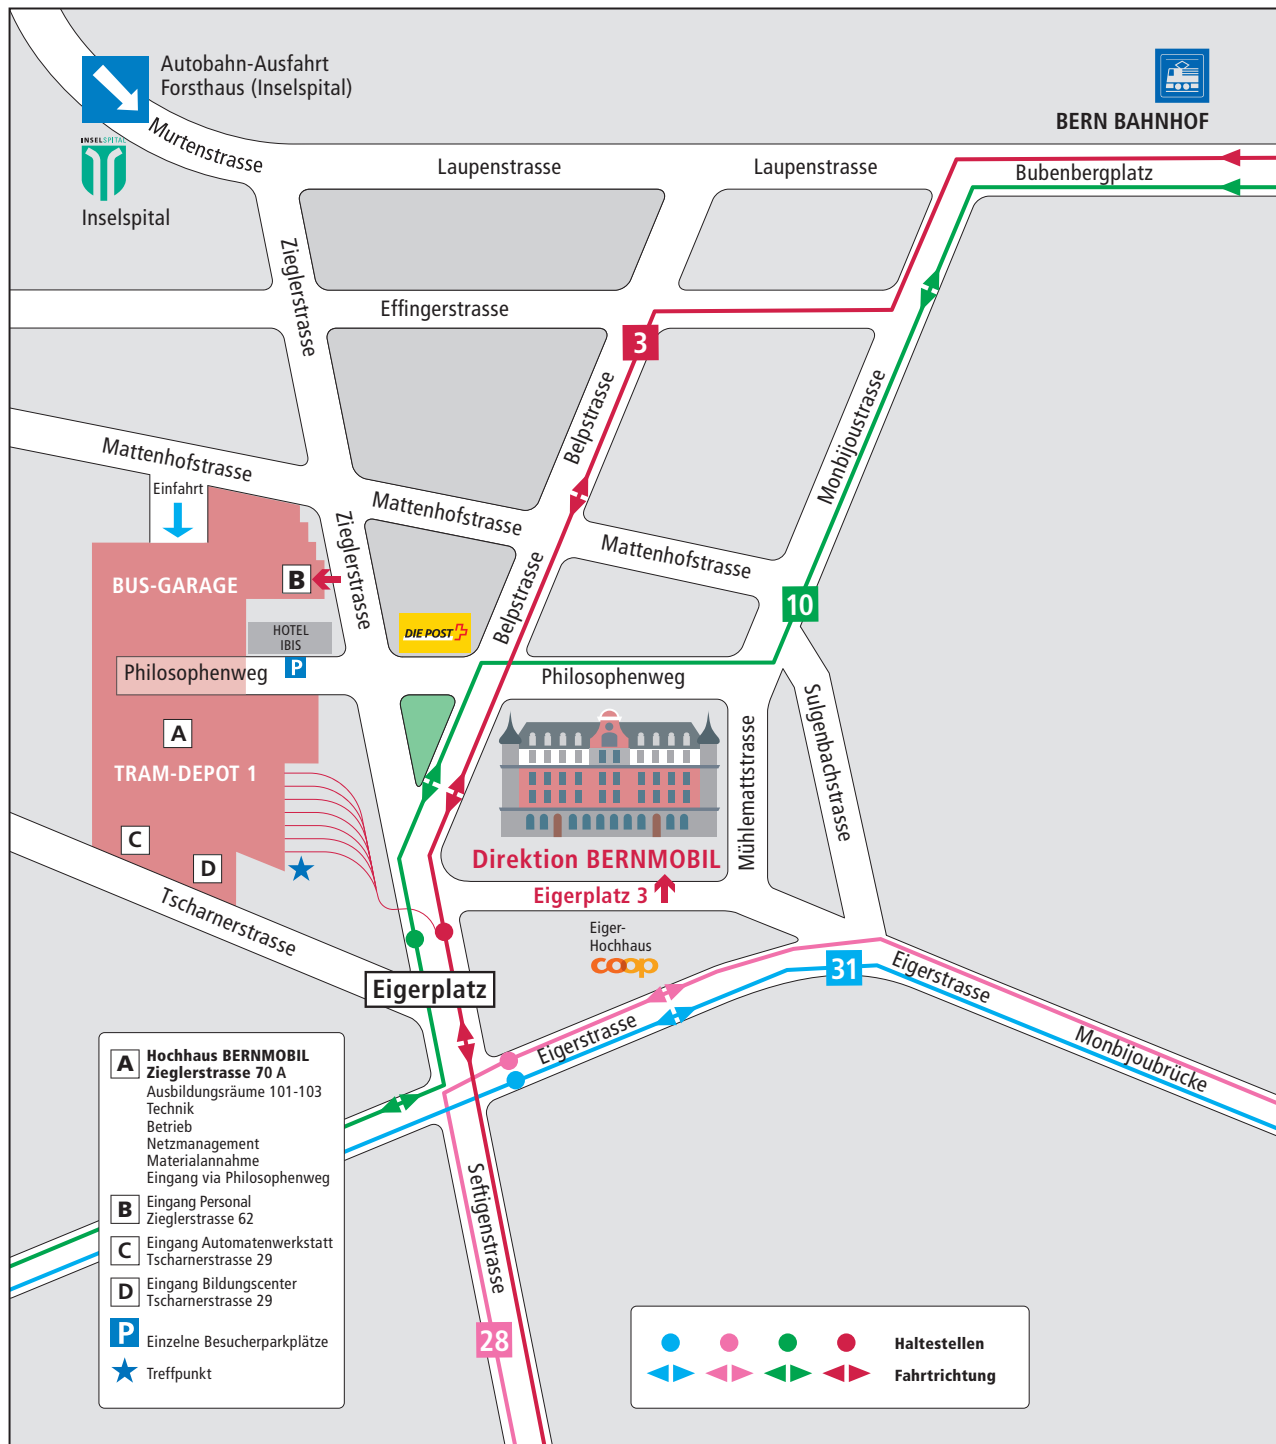 Autobahn-Ausfahrt
Forsthaus (Inselspital)
BERN BAHNHOF
INSELSPITAL
Inselspital
Murtenstrasse
Laupenstrasse
Laupenstrasse
Bubenbergplatz
Zieglerstrasse
Effingerstrasse
3
Belpstrasse
Monbijoustrasse
Mattenhofstrasse
Einfahrt
Mattenhofstrasse
Zieglerstrasse
Mattenhofstrasse
BUS-GARAGE
B
Belpstrasse
10
HOTEL
IBIS
DIE POST
P
Philosophenweg
Philosophenweg
Sulgenbachstrasse
Mühlemattstrasse
A
TRAM-DEPOT 1
C
D
Direktion BERNMOBIL
Eigerplatz 3
Tscharnerstrasse
Eiger-
Hochhaus
coop
31
Eigerstrasse
Eigerplatz
Eigerstrasse
Monbijoubrücke
Seftigenstrasse
28
A Hochhaus BERNMOBIL
Zieglerstrasse 70 A
Ausbildungsräume 101-103
Technik
Betrieb
Netzmanagement
Materialannahme
Eingang via Philosophenweg
B Eingang Personal
Zieglerstrasse 62
C Eingang Automatenwerkstatt
Tscharnerstrasse 29
D Eingang Bildungscenter
Tscharnerstrasse 29
P Einzelne Besucherparkplätze
Treffpunkt
Haltestellen
Fahrtrichtung